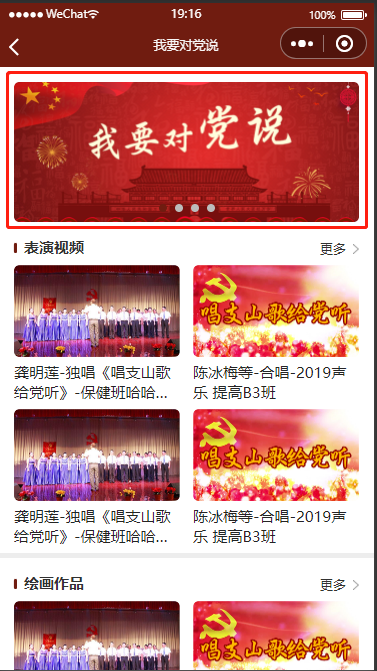 WeChat
19:16
100%
我要对党说
我要对党说
表演视频
更多
唱支山歌给党听
龚明莲-独唱《唱支山歌
给党听》-保健班哈哈...
陈冰梅等-合唱-2019声
乐 提高B3班
唱支山歌给党听
龚明莲-独唱《唱支山歌
给党听》-保健班哈哈...
陈冰梅等-合唱-2019声
乐 提高B3班
绘画作品
更多
唱支山歌给党听